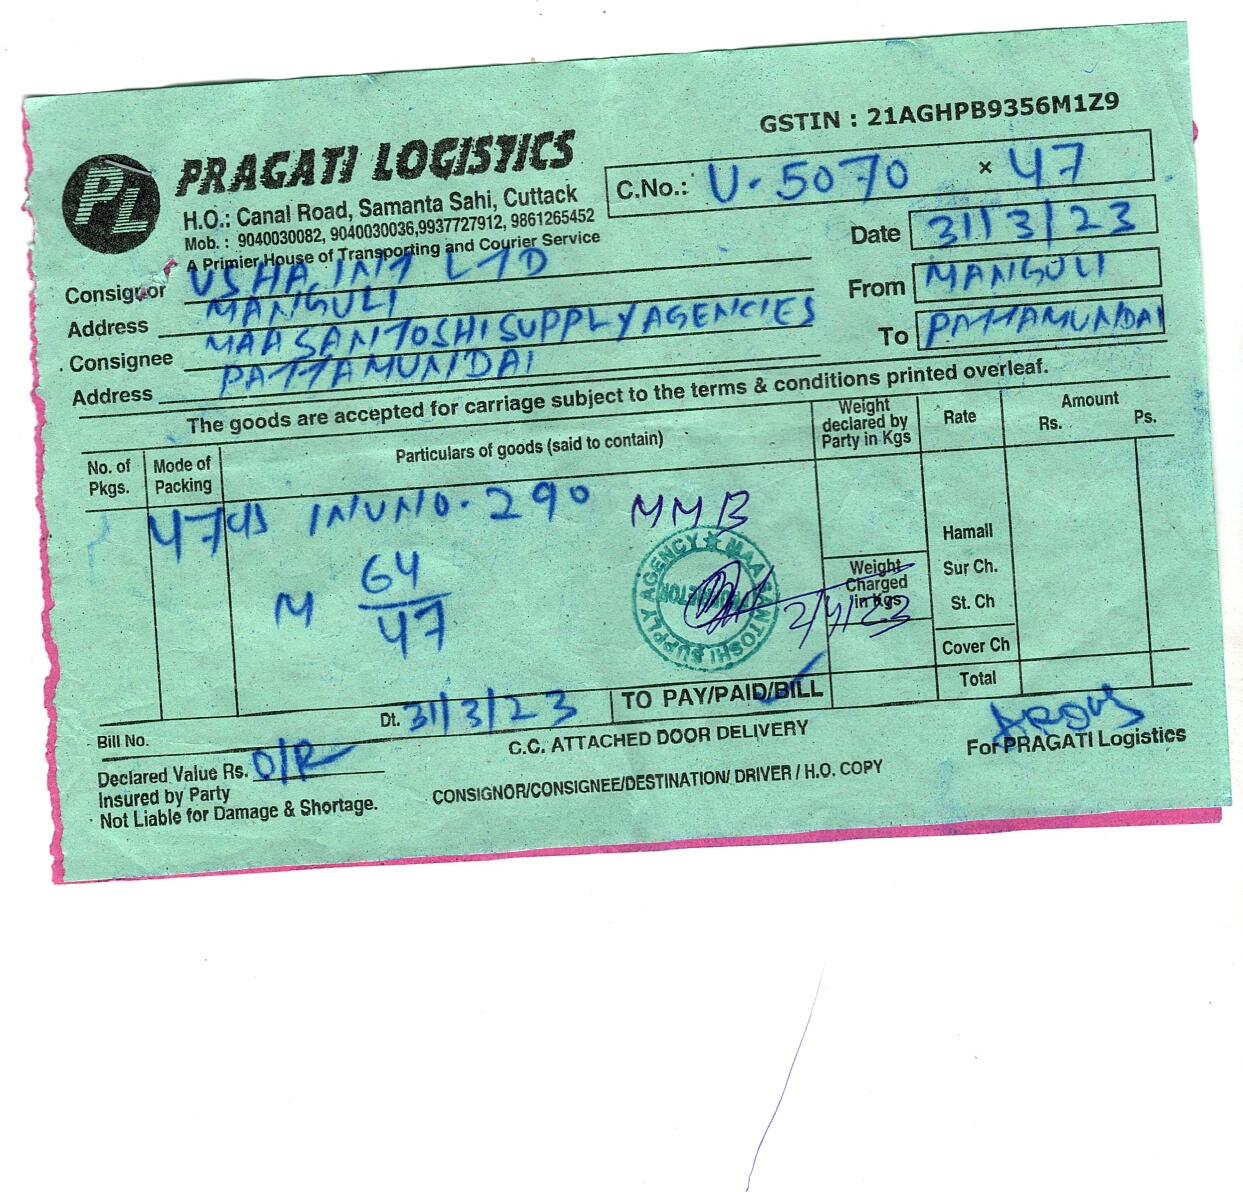 GSTIN : 21AGHPB9356M1Z9
PL
PRAGATI LOGISTICS
H.O.: Canal Road, Samanta Sahi, Cuttack
Mob. : 9040030082, 9040030036,9937727912, 9861265452
A Primier House of Transporting and Courier Service
C.No.: U-5070 × 47
Date 31/3/23
From MANGULI
To PATTAMUNDAI
Consignor USHA INT LTD
Address MANGULI
Consignee MAA SANTOSHI SUPPLY AGENCIES
Address PATTAMUNDAI
The goods are accepted for carriage subject to the terms & conditions printed overleaf.
No. of Pkgs.
Mode of Packing
Particulars of goods (said to contain)
Weight declared by Party in Kgs
Rate
Amount
Rs. Ps.
47 INVNO. 290
MMB
M 64
47
MAA SANTOSHI SUPPLY AGENCY
2/4/23
Weight Charged in Kgs
Hamall
Sur Ch.
St. Ch
Cover Ch
Total
Bill No.
Dt. 31/3/23
TO PAY/PAID/BILL
Declared Value Rs. O/R
Insured by Party
Not Liable for Damage & Shortage.
C.C. ATTACHED DOOR DELIVERY
CONSIGNOR/CONSIGNEE/DESTINATION/ DRIVER / H.O. COPY
For PRAGATI Logistics